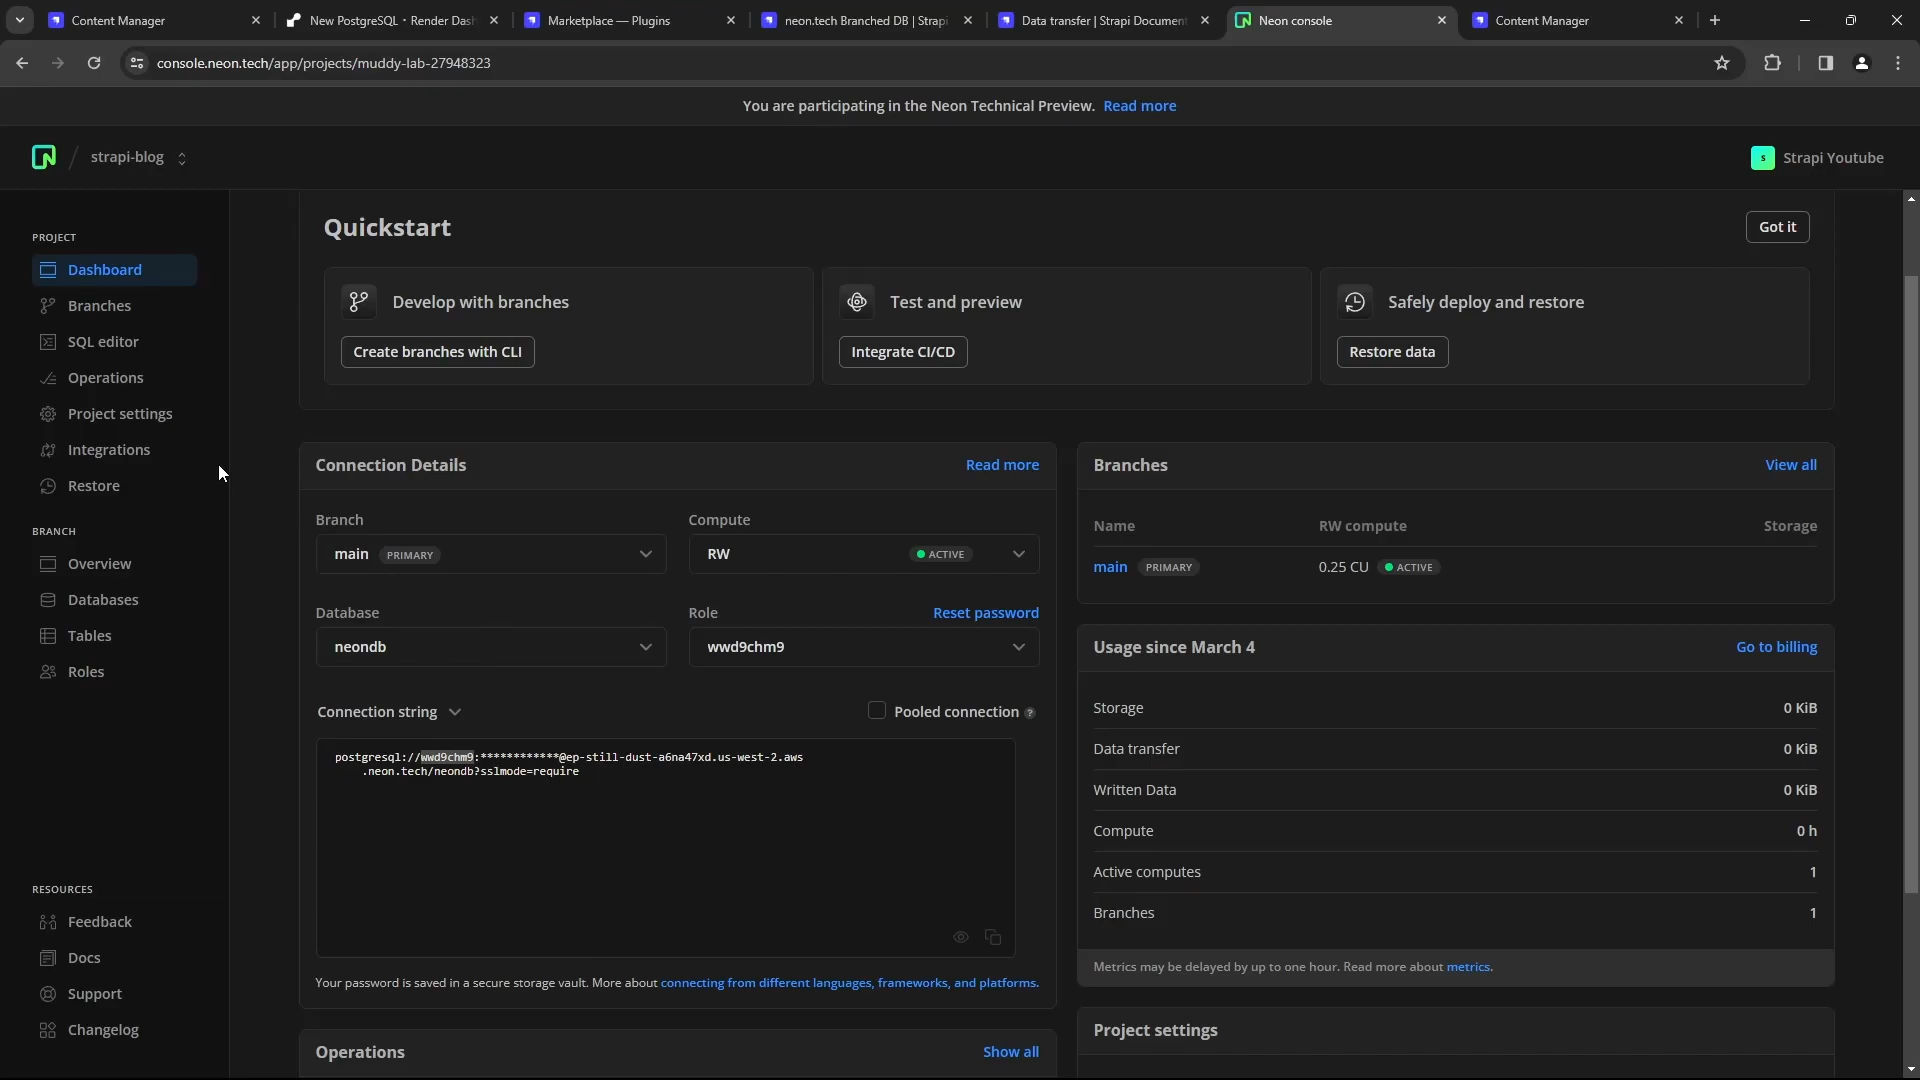 Content Manager
New PostgreSQL • Render Dash
Marketplace — Plugins
neon.tech Branched DB | Strapi
Data transfer | Strapi Document
Neon console
Content Manager
console.neon.tech/app/projects/muddy-lab-27948323
You are participating in the Neon Technical Preview. Read more
strapi-blog
s Strapi Youtube
PROJECT
Dashboard
Branches
SQL editor
Operations
Project settings
Integrations
Restore
BRANCH
Overview
Databases
Tables
Roles
RESOURCES
Feedback
Docs
Support
Changelog
Quickstart
Got it
Develop with branches
Create branches with CLI
Test and preview
Integrate CI/CD
Safely deploy and restore
Restore data
Connection Details
Read more
Branch
main PRIMARY
Compute
RW ACTIVE
Database
neondb
Role
Reset password
wwd9chm9
Connection string
Pooled connection ?
postgresql://wwd9chm9:************@ep-still-dust-a6na47xd.us-west-2.aws
.neon.tech/neondb?sslmode=require
Your password is saved in a secure storage vault. More about connecting from different languages, frameworks, and platforms.
Operations
Show all
Branches
View all
Name RW compute Storage
main PRIMARY 0.25 CU ACTIVE
Usage since March 4
Go to billing
Storage 0 KiB
Data transfer 0 KiB
Written Data 0 KiB
Compute 0 h
Active computes 1
Branches 1
Metrics may be delayed by up to one hour. Read more about metrics.
Project settings